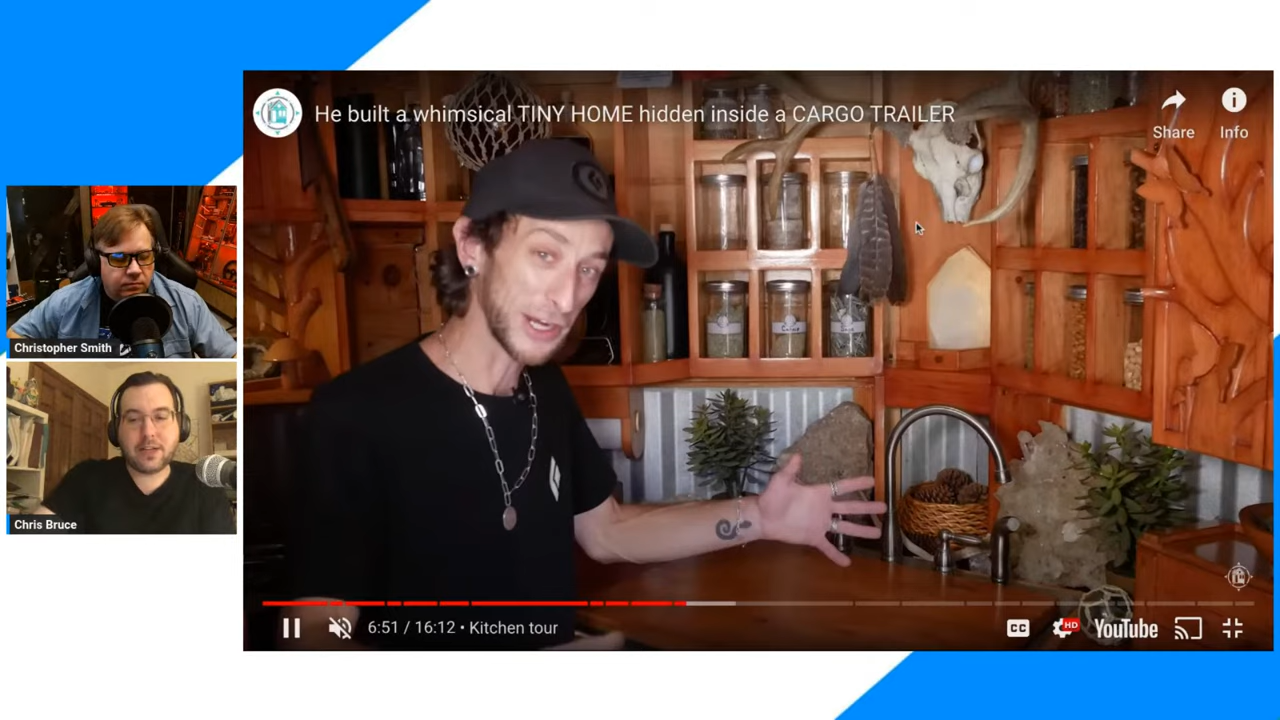 He built a whimsical TINY HOME hidden inside a CARGO TRAILER
Share
Info
Christopher Smith
Chris Bruce
6:51 / 16:12 • Kitchen tour
CC
HD
YouTube